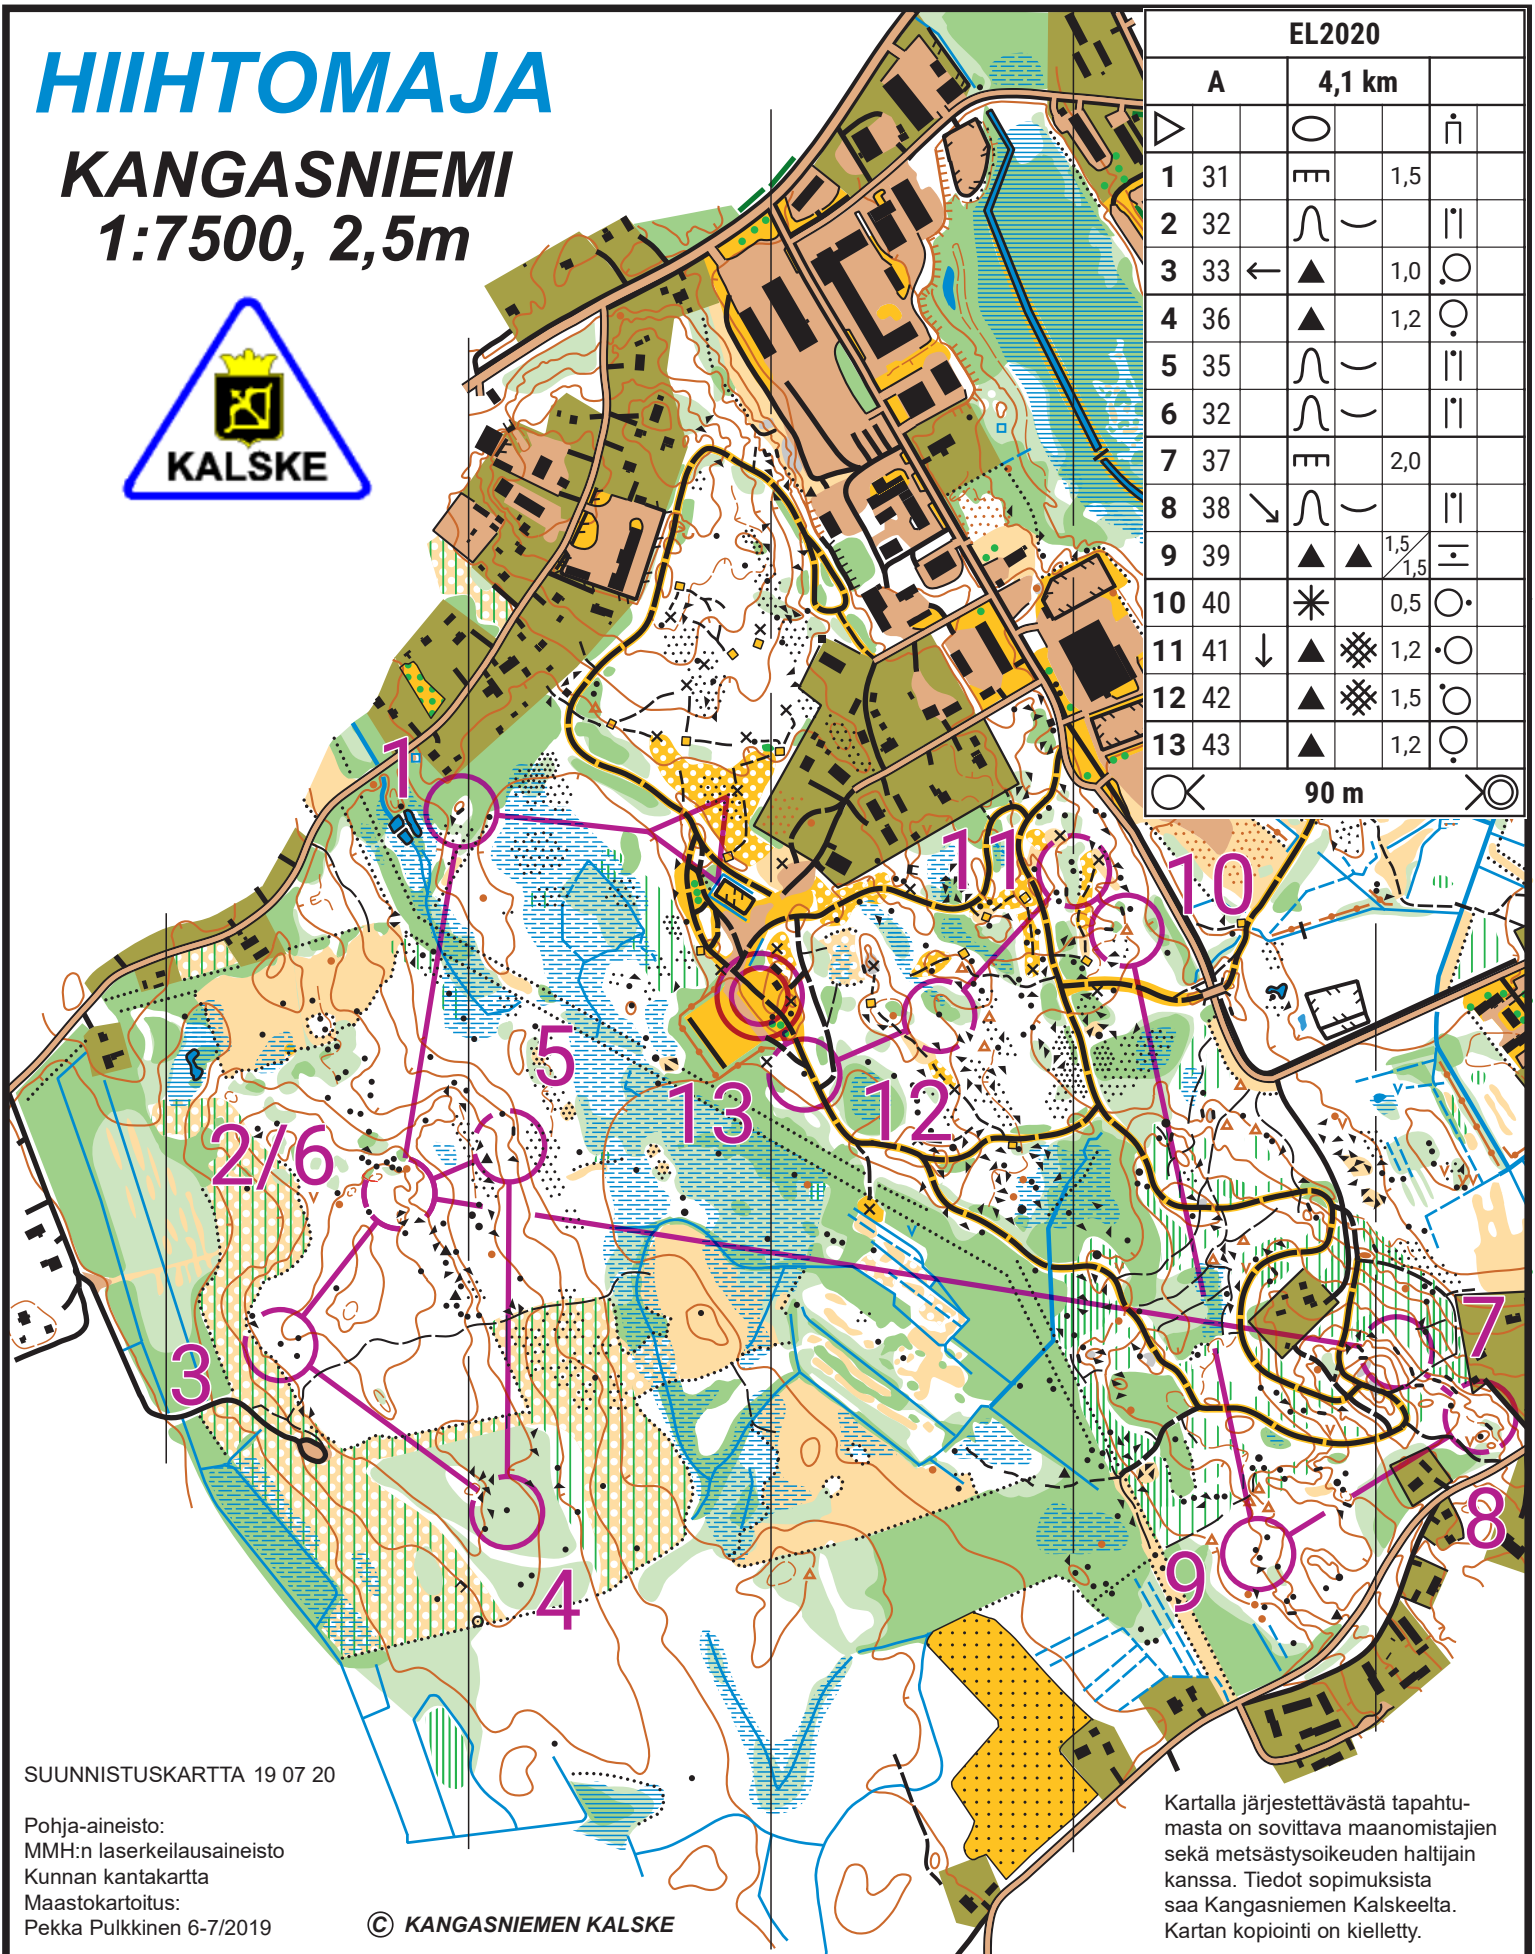 HIIHTOMAJA
KANGASNIEMI
1:7500, 2,5m
KALSKE
EL2020
A 4,1 km
1 31 1,5
2 32
3 33 1,0
4 36 1,2
5 35
6 32
7 37 2,0
8 38
9 39 1,5/1,5
10 40 0,5
11 41 1,2
12 42 1,5
13 43 1,2
90 m
1
11
10
5
13
12
2/6
7
3
8
9
4
SUUNNISTUSKARTTA 19 07 20
Pohja-aineisto:
MMH:n laserkeilausaineisto
Kunnan kantakartta
Maastokartoitus:
Pekka Pulkkinen 6-7/2019
© KANGASNIEMEN KALSKE
Kartalla järjestettävästä tapahtu-
masta on sovittava maanomistajien
sekä metsästysoikeuden haltijain
kanssa. Tiedot sopimuksista
saa Kangasniemen Kalskeelta.
Kartan kopiointi on kielletty.